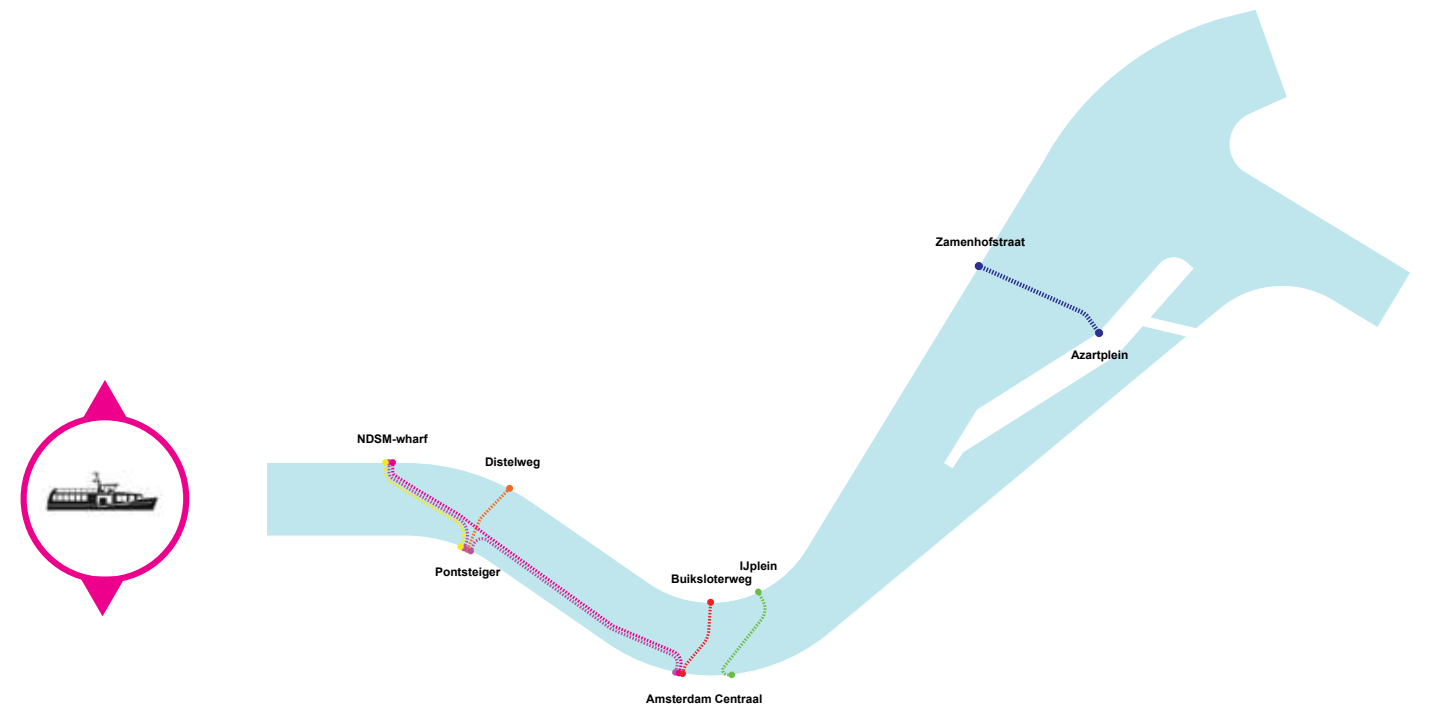 Zamenhofstraat
Azartplein
NDSM-wharf
Distelweg
Pontsteiger
IJplein
Buiksloterweg
Amsterdam Centraal